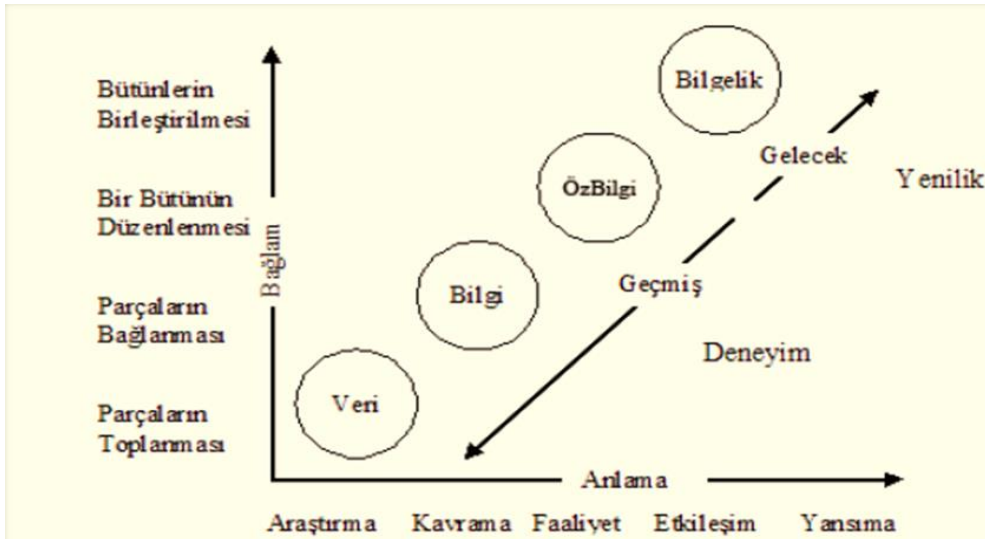 Bütünlerin
Birleştirilmesi
Bir Bütünün
Düzenlenmesi
Parçaların
Bağlanması
Parçaların
Toplanması
Bağlam
Bilgelik
ÖzBilgi
Bilgi
Veri
Gelecek
Yenilik
Geçmiş
Deneyim
Anlama
Araştırma Kavrama Faaliyet Etkileşim Yansıma